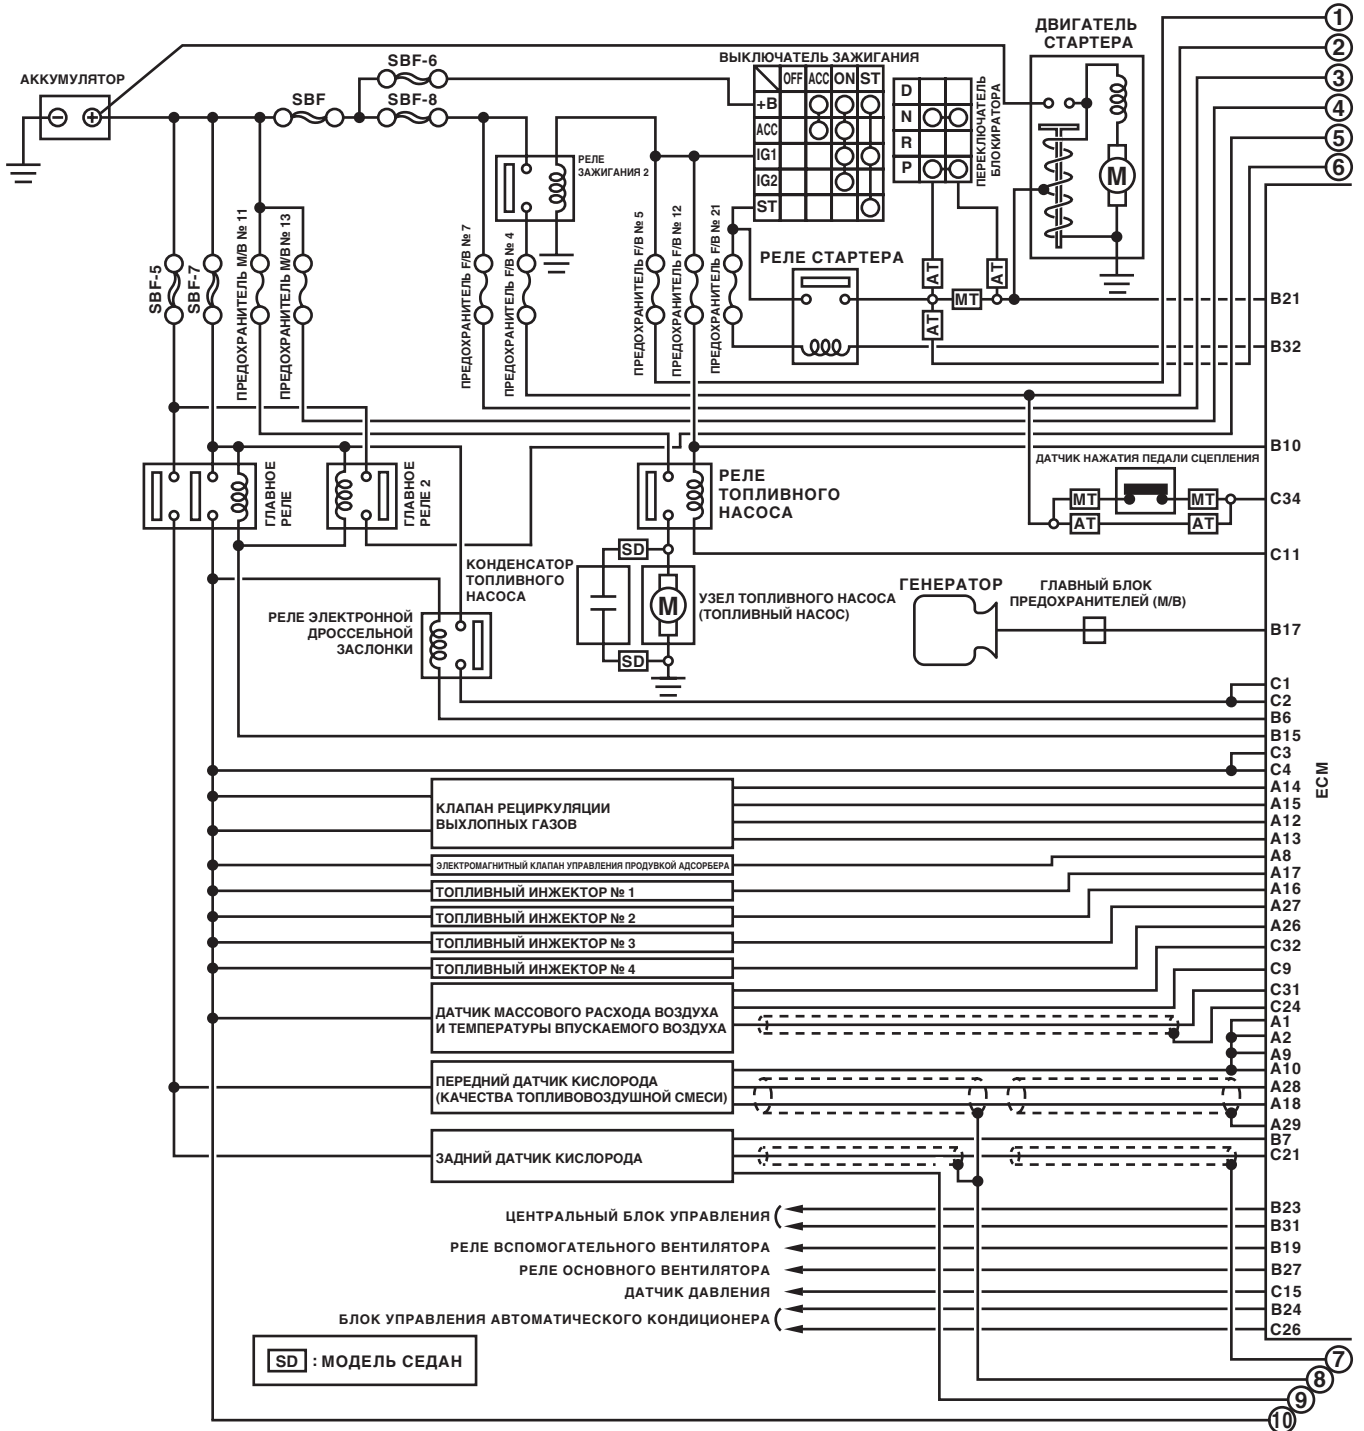 1
ДВИГАТЕЛЬ
СТАРТЕРА
2
ВЫКЛЮЧАТЕЛЬ ЗАЖИГАНИЯ
SBF-6
3
АККУМУЛЯТОР
OFF ACC ON ST
SBF
SBF-8
+B
ACC
IG1
IG2
ST
D
N
R
P
ПЕРЕКЛЮЧАТЕЛЬ
БЛОКИРАТОРА
4
5
6
M
РЕЛЕ
ЗАЖИГАНИЯ 2
SBF-5
SBF-7
ПРЕДОХРАНИТЕЛЬ M/B № 11
ПРЕДОХРАНИТЕЛЬ M/B № 13
ПРЕДОХРАНИТЕЛЬ F/B № 7
ПРЕДОХРАНИТЕЛЬ F/B № 4
ПРЕДОХРАНИТЕЛЬ F/B № 5
ПРЕДОХРАНИТЕЛЬ F/B № 12
ПРЕДОХРАНИТЕЛЬ F/B № 21
РЕЛЕ СТАРТЕРА
AT
AT
MT
AT
B21
B32
B10
ГЛАВНОЕ
РЕЛЕ
ГЛАВНОЕ
РЕЛЕ 2
РЕЛЕ
ТОПЛИВНОГО
НАСОСА
ДАТЧИК НАЖАТИЯ ПЕДАЛИ СЦЕПЛЕНИЯ
MT
MT
AT
AT
C34
C11
SD
КОНДЕНСАТОР
ТОПЛИВНОГО
НАСОСА
M
УЗЕЛ ТОПЛИВНОГО НАСОСА
(ТОПЛИВНЫЙ НАСОС)
SD
ГЕНЕРАТОР
ГЛАВНЫЙ БЛОК
ПРЕДОХРАНИТЕЛЕЙ (M/B)
B17
РЕЛЕ ЭЛЕКТРОННОЙ
ДРОССЕЛЬНОЙ
ЗАСЛОНКИ
C1
C2
B6
B15
C3
C4
ECM
КЛАПАН РЕЦИРКУЛЯЦИИ
ВЫХЛОПНЫХ ГАЗОВ
A14
A15
A12
A13
ЭЛЕКТРОМАГНИТНЫЙ КЛАПАН УПРАВЛЕНИЯ ПРОДУВКОЙ АДСОРБЕРА
A8
A17
ТОПЛИВНЫЙ ИНЖЕКТОР № 1
A16
A27
ТОПЛИВНЫЙ ИНЖЕКТОР № 2
A26
ТОПЛИВНЫЙ ИНЖЕКТОР № 3
C32
ТОПЛИВНЫЙ ИНЖЕКТОР № 4
C9
C31
ДАТЧИК МАССОВОГО РАСХОДА ВОЗДУХА
И ТЕМПЕРАТУРЫ ВПУСКАЕМОГО ВОЗДУХА
C24
A1
A2
A9
A10
ПЕРЕДНИЙ ДАТЧИК КИСЛОРОДА
(КАЧЕСТВА ТОПЛИВОВОЗДУШНОЙ СМЕСИ)
A28
A18
A29
B7
ЗАДНИЙ ДАТЧИК КИСЛОРОДА
C21
ЦЕНТРАЛЬНЫЙ БЛОК УПРАВЛЕНИЯ
B23
B31
РЕЛЕ ВСПОМОГАТЕЛЬНОГО ВЕНТИЛЯТОРА
B19
РЕЛЕ ОСНОВНОГО ВЕНТИЛЯТОРА
B27
ДАТЧИК ДАВЛЕНИЯ
C15
БЛОК УПРАВЛЕНИЯ АВТОМАТИЧЕСКОГО КОНДИЦИОНЕРА
B24
C26
SD : МОДЕЛЬ СЕДАН
7
8
9
10